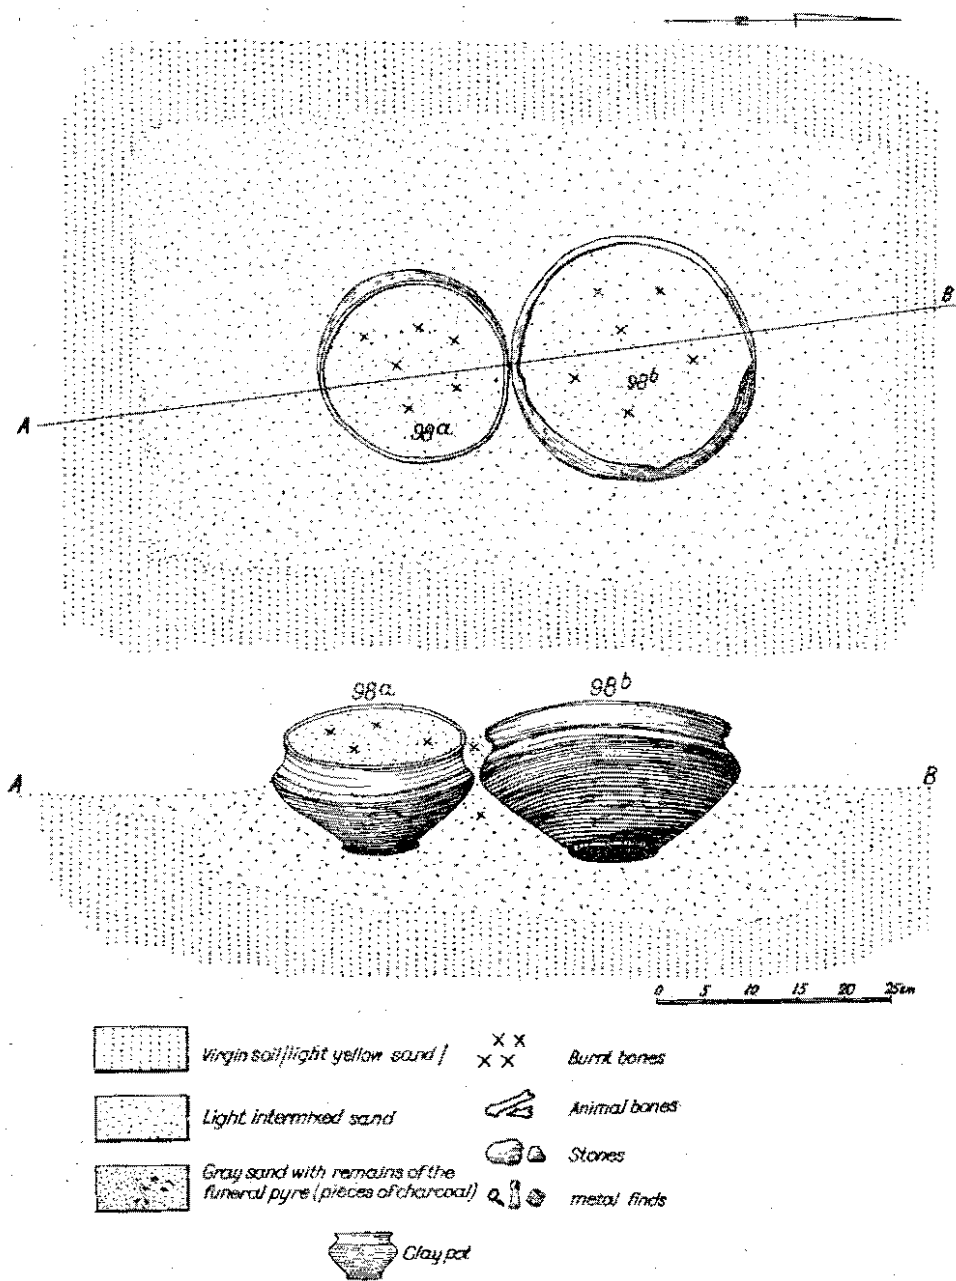 B
A
98a
98b
98a
98b
A
B
0 5 10 15 20 25cm
Virgin soil/light yellow sand/
Burnt bones
Light intermixed sand
Animal bones
Stones
Gray sand with remains of the
funeral pyre (pieces of charcoal)
metal finds
Clay pot